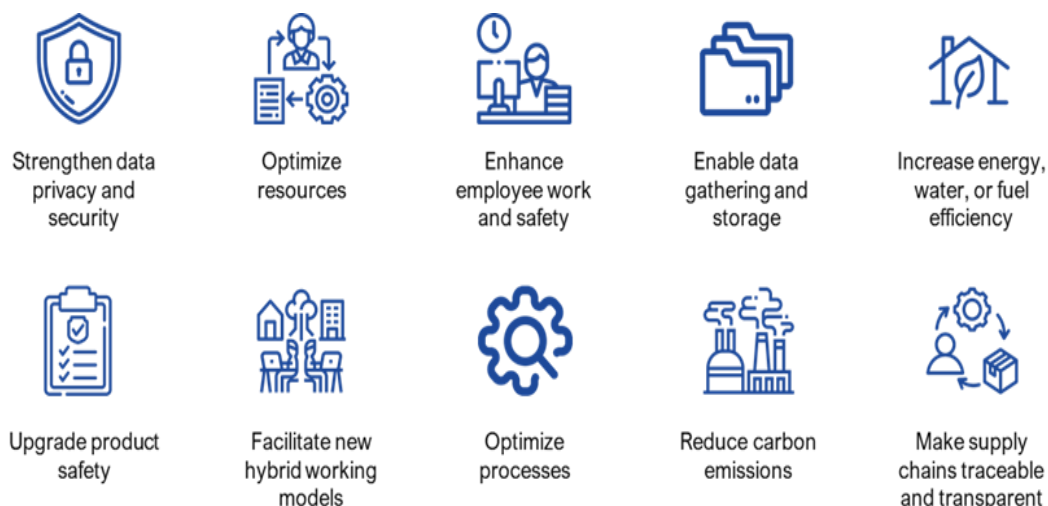 Strengthen data
privacy and
security
Optimize
resources
Enhance
employee work
and safety
Enable data
gathering and
storage
Increase energy,
water, or fuel
efficiency
Upgrade product
safety
Facilitate new
hybrid working
models
Optimize
processes
Reduce carbon
emissions
Make supply
chains traceable
and transparent